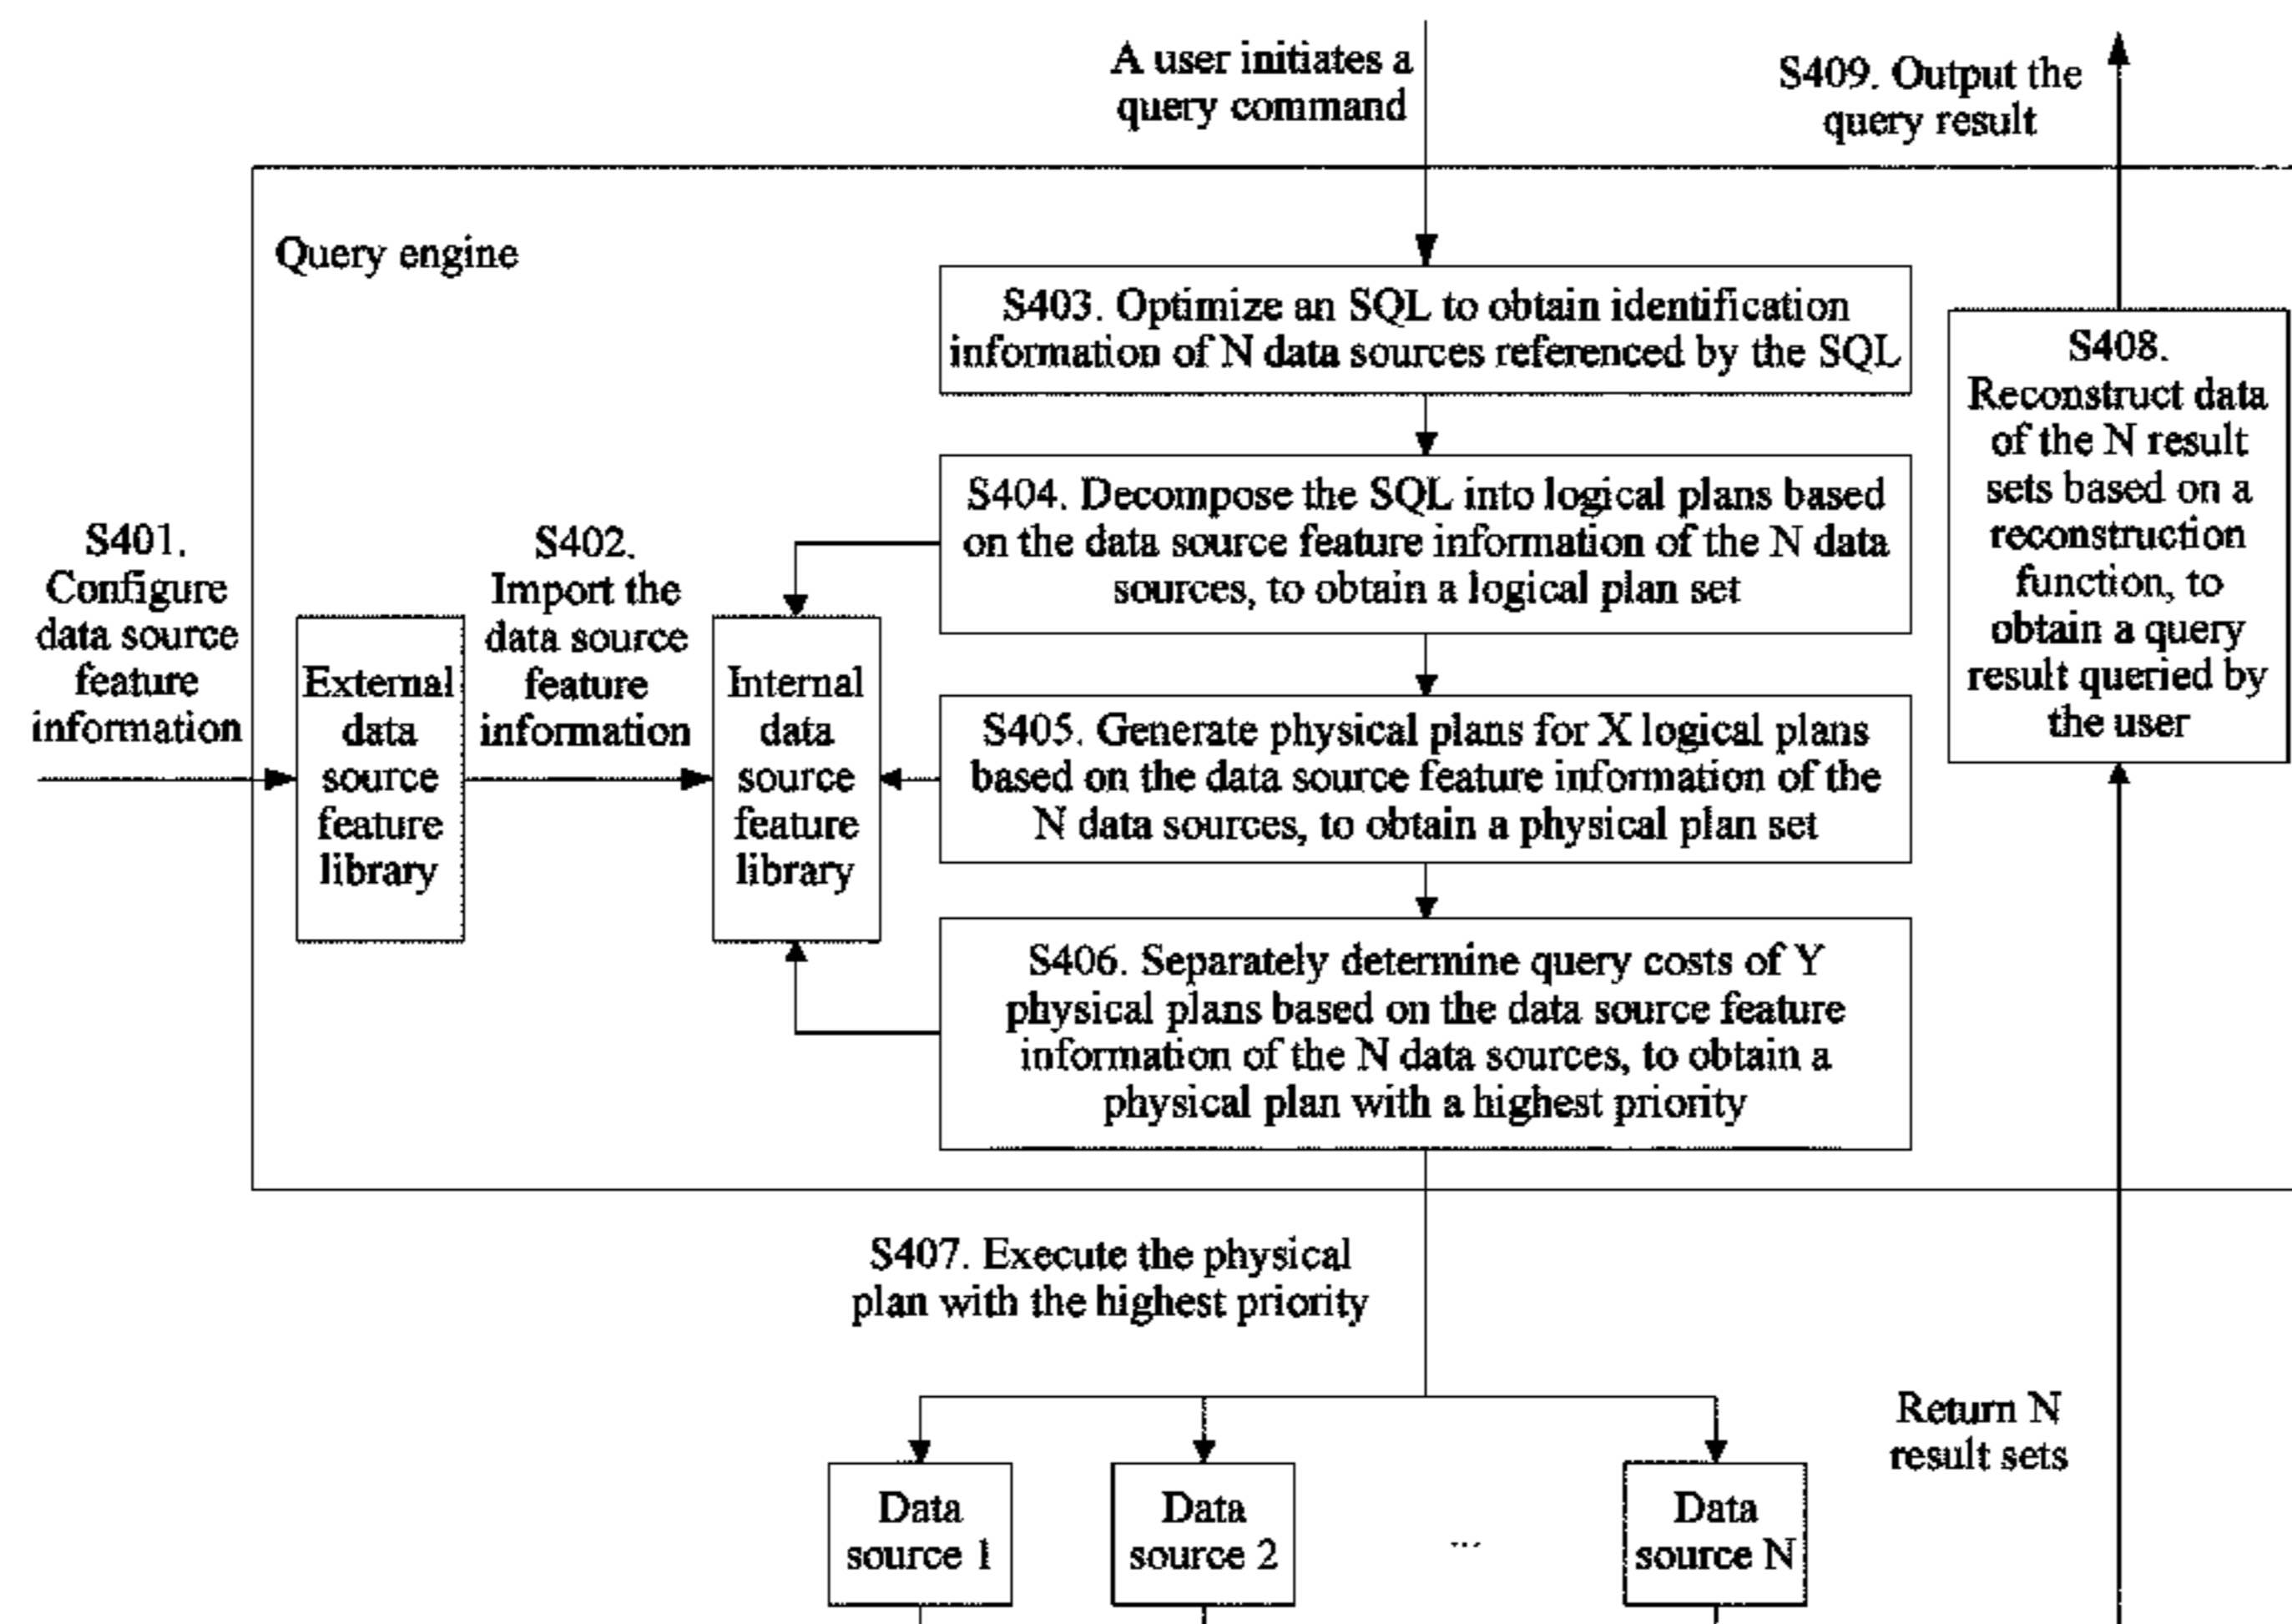 A user initiates a
query command
S409. Output the
query result
Query engine
S403. Optimize an SQL to obtain identification
information of N data sources referenced by the SQL
S408.
Reconstruct data
of the N result
sets based on a
reconstruction
function, to
obtain a query
result queried by
the user
S404. Decompose the SQL into logical plans based
on the data source feature information of the N data
sources, to obtain a logical plan set
S401.
Configure
data source
feature
information
S402.
Import the
data source
feature
information
External
data
source
feature
library
Internal
data
source
feature
library
S405. Generate physical plans for X logical plans
based on the data source feature information of the
N data sources, to obtain a physical plan set
S406. Separately determine query costs of Y
physical plans based on the data source feature
information of the N data sources, to obtain a
physical plan with a highest priority
S407. Execute the physical
plan with the highest priority
Return N
result sets
Data
source 1
Data
source 2
...
Data
source N